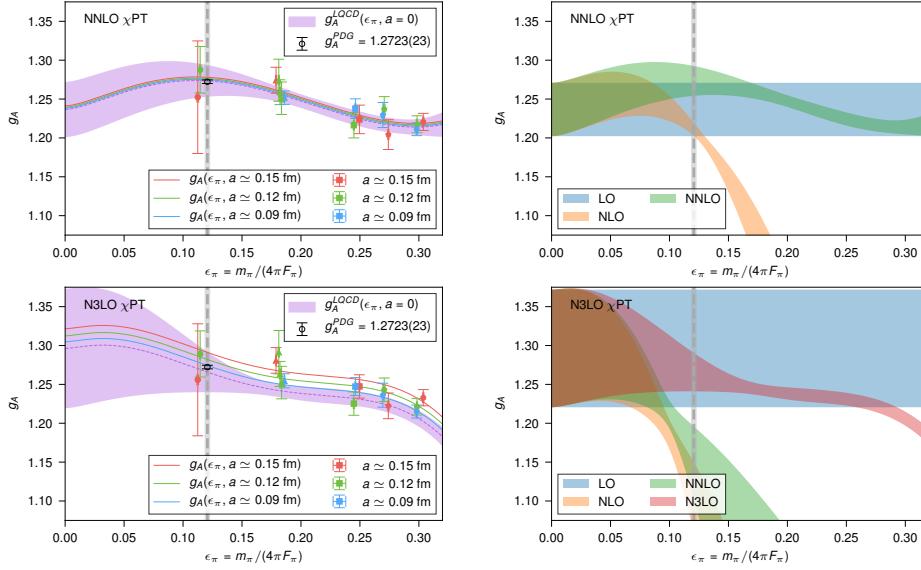 NNLO χPT
g_A^{LQCD}(ϵ_π, a = 0)
g_A^{PDG} = 1.2723(23)
1.35
1.30
1.25
1.20
1.15
1.10
g_A
g_A(ϵ_π, a ≃ 0.15 fm) a ≃ 0.15 fm
g_A(ϵ_π, a ≃ 0.12 fm) a ≃ 0.12 fm
g_A(ϵ_π, a ≃ 0.09 fm) a ≃ 0.09 fm
0.00 0.05 0.10 0.15 0.20 0.25 0.30
ϵ_π = m_π/(4πF_π)
NNLO χPT
1.35
1.30
1.25
1.20
1.15
1.10
g_A
LO NNLO
NLO
0.00 0.05 0.10 0.15 0.20 0.25 0.30
ϵ_π = m_π/(4πF_π)
N3LO χPT
g_A^{LQCD}(ϵ_π, a = 0)
g_A^{PDG} = 1.2723(23)
1.35
1.30
1.25
1.20
1.15
1.10
g_A
g_A(ϵ_π, a ≃ 0.15 fm) a ≃ 0.15 fm
g_A(ϵ_π, a ≃ 0.12 fm) a ≃ 0.12 fm
g_A(ϵ_π, a ≃ 0.09 fm) a ≃ 0.09 fm
0.00 0.05 0.10 0.15 0.20 0.25 0.30
ϵ_π = m_π/(4πF_π)
N3LO χPT
1.35
1.30
1.25
1.20
1.15
1.10
g_A
LO NNLO
NLO N3LO
0.00 0.05 0.10 0.15 0.20 0.25 0.30
ϵ_π = m_π/(4πF_π)